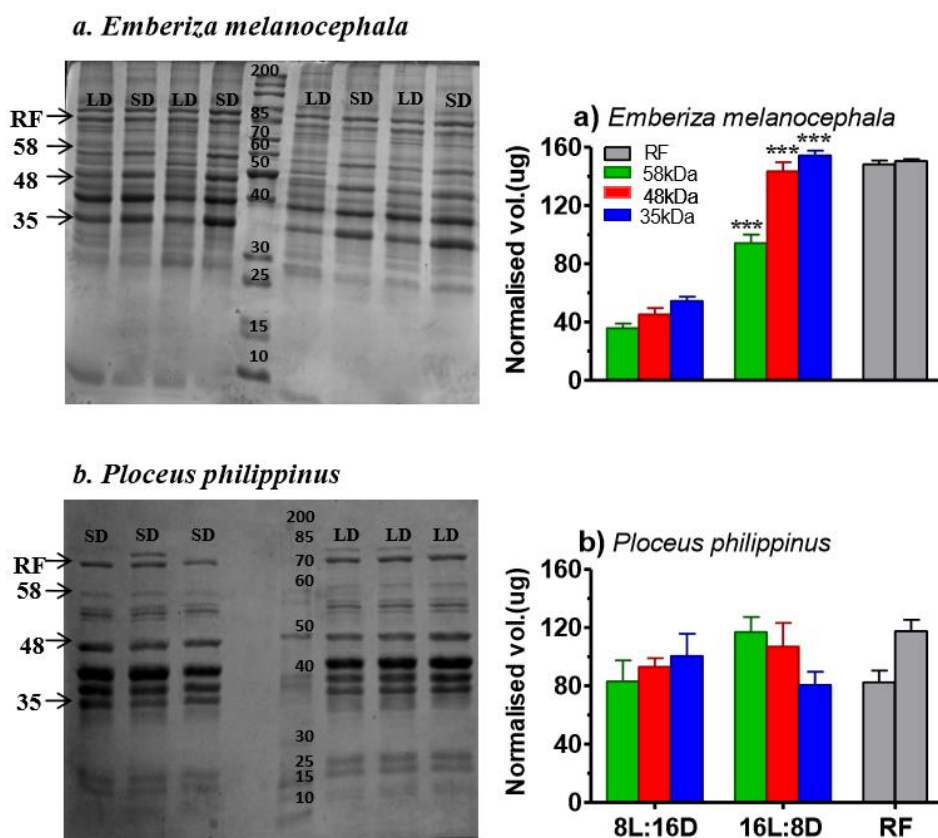 a. Emberiza melanocephala
LD SD LD SD 200 LD SD LD SD
RF
85
70
58
60
50
48
40
35
30
25
15
10
a) Emberiza melanocephala
*** *** ***
RF
58kDa
48kDa
35kDa
Normalised vol.(ug)
160
120
80
40
0
b. Ploceus philippinus
SD SD SD 200 LD LD LD
85
RF
70
58
60
50
48
40
35
30
25
15
10
b) Ploceus philippinus
Normalised vol.(ug)
160
120
80
40
0
8L:16D 16L:8D RF